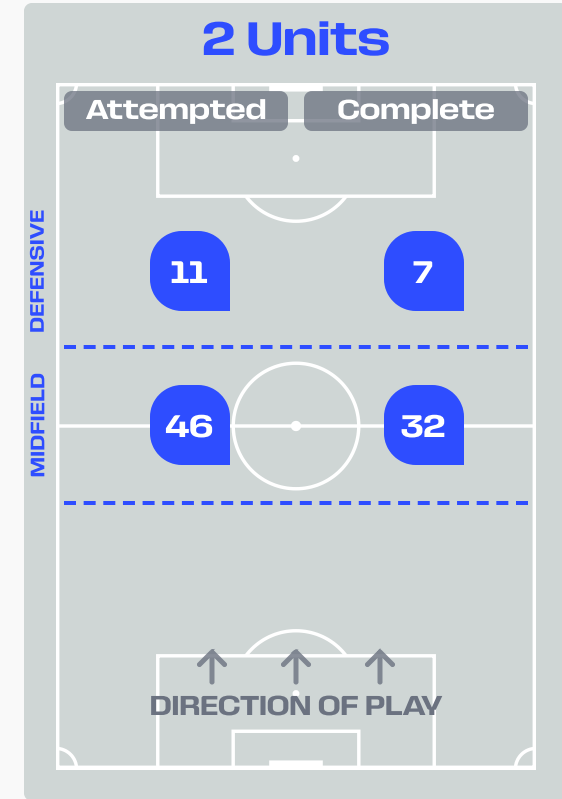 2 Units
Attempted Complete
DEFENSIVE
11 7
MIDFIELD
46 32
DIRECTION OF PLAY